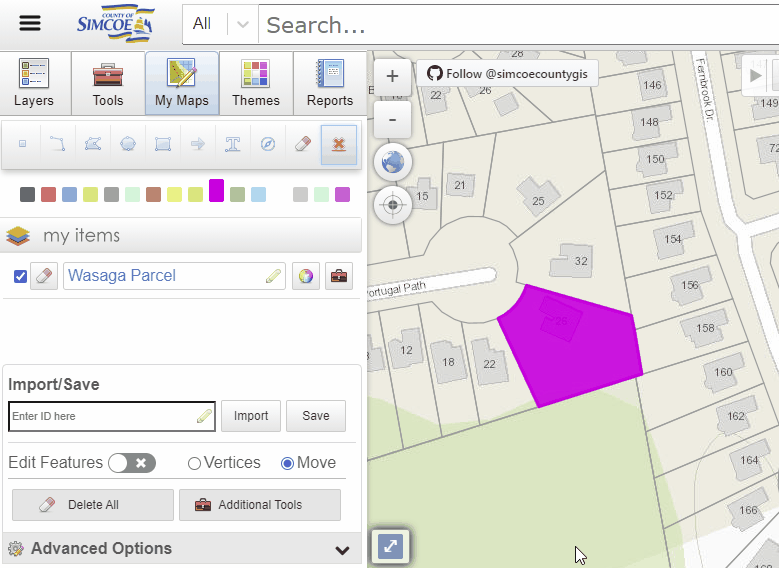 COUNTY OF
SIMCOE
All
Search...
Layers
Tools
My Maps
Themes
Reports
my items
Wasaga Parcel
Import/Save
Enter ID here
Import
Save
Edit Features
Vertices
Move
Delete All
Additional Tools
Advanced Options
+
Follow @simcoecountygis
-
28
22
26
146
149
148
Fernbrook Dr.
150
72
15
21
25
152
154
32
156
Portugal Path
158
12
18
22
160
162
164
166